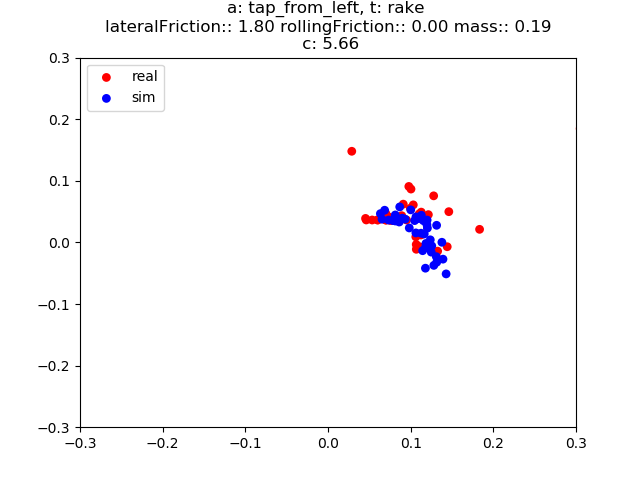 a: tap_from_left, t: rake
lateralFriction:: 1.80 rollingFriction:: 0.00 mass:: 0.19
c: 5.66
real
sim
0.3
0.2
0.1
0.0
−0.1
−0.2
−0.3
−0.3 −0.2 −0.1 0.0 0.1 0.2 0.3